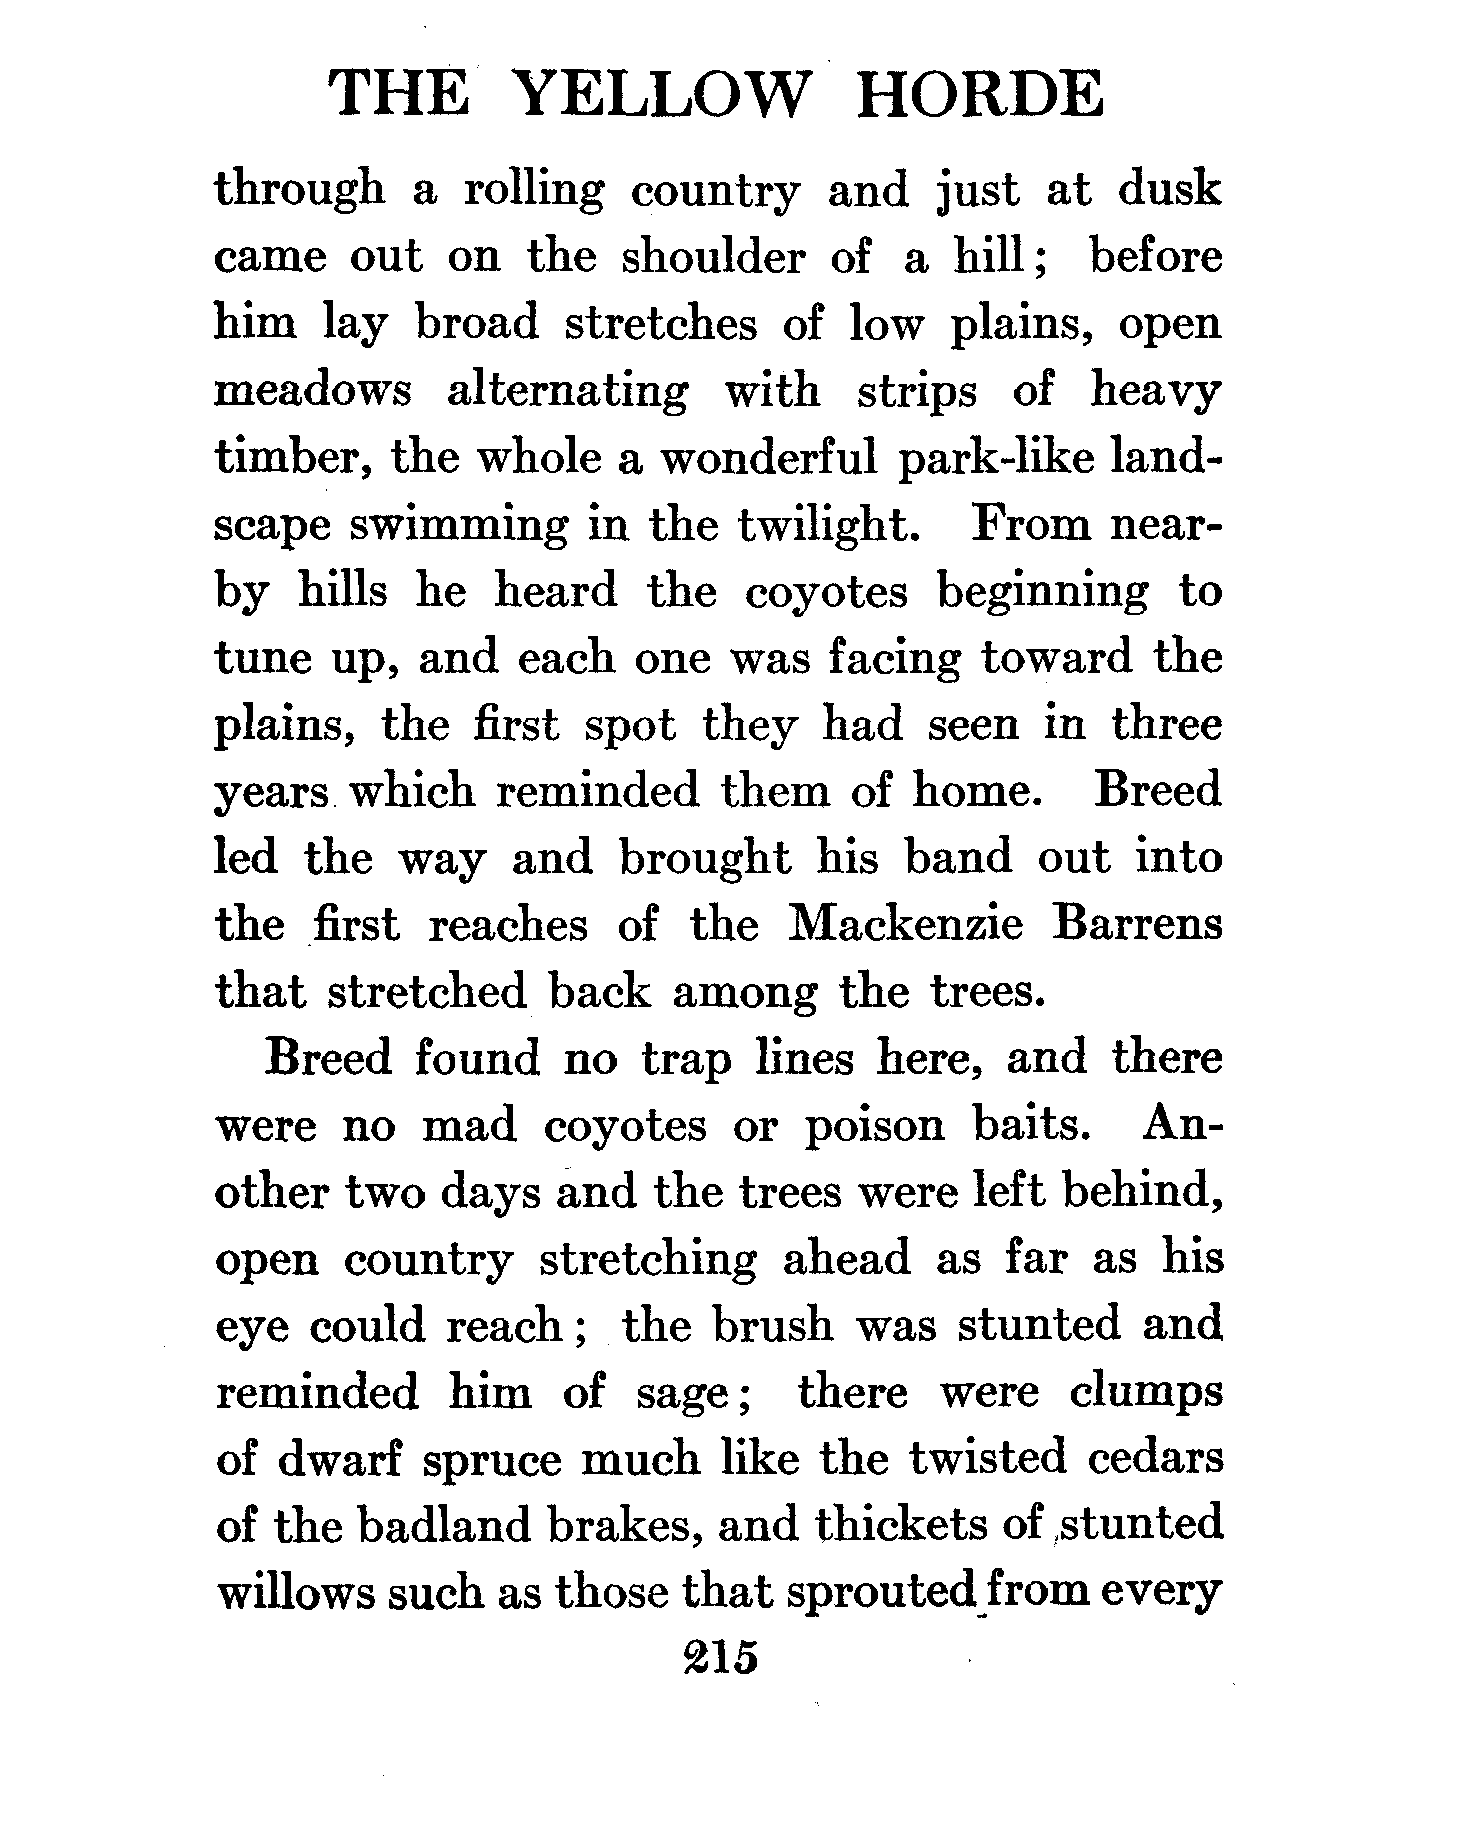 THE YELLOW HORDE
through a rolling country and just at dusk
came out on the shoulder of a hill; before
him lay broad stretches of low plains, open
meadows alternating with strips of heavy
timber, the whole a wonderful park-like land-
scape swimming in the twilight. From near-
by hills he heard the coyotes beginning to
tune up, and each one was facing toward the
plains, the first spot they had seen in three
years which reminded them of home. Breed
led the way and brought his band out into
the first reaches of the Mackenzie Barrens
that stretched back among the trees.
Breed found no trap lines here, and there
were no mad coyotes or poison baits. An-
other two days and the trees were left behind,
open country stretching ahead as far as his
eye could reach; the brush was stunted and
reminded him of sage; there were clumps
of dwarf spruce much like the twisted cedars
of the badland brakes, and thickets of stunted
willows such as those that sprouted from every
215